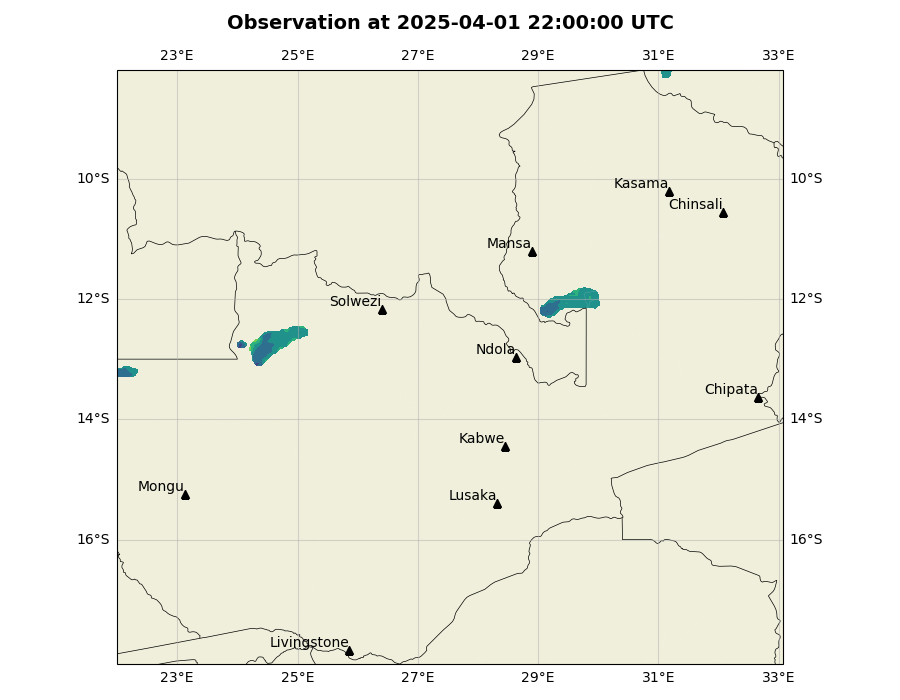 Observation at 2025-04-01 22:00:00 UTC
23°E 25°E 27°E 29°E 31°E 33°E
10°S 10°S
Kasama
Chinsali
Mansa
12°S 12°S
Solwezi
Ndola
Chipata
14°S 14°S
Kabwe
Mongu
Lusaka
16°S 16°S
Livingstone
23°E 25°E 27°E 29°E 31°E 33°E